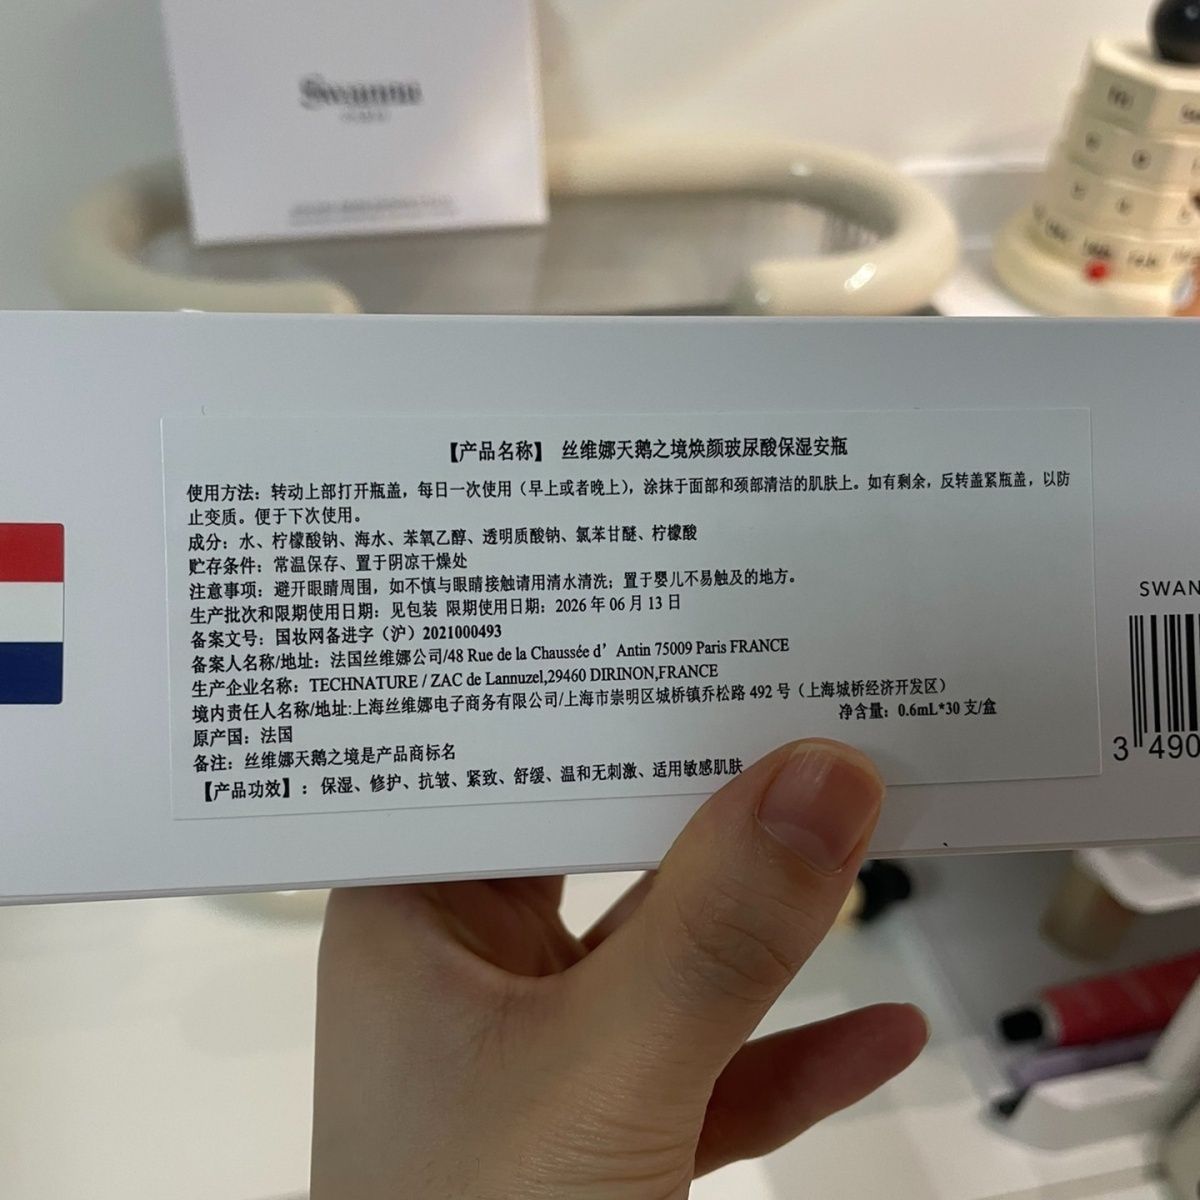 Swanni
【产品名称】 丝维娜天鹅之境焕颜玻尿酸保湿安瓶
使用方法：转动上部打开瓶盖，每日一次使用（早上或者晚上），涂抹于面部和颈部清洁的肌肤上。如有剩余，反转盖紧瓶盖，以防
止变质。便于下次使用。
成分：水、柠檬酸钠、海水、苯氧乙醇、透明质酸钠、氯苯甘醚、柠檬酸
贮存条件：常温保存、置于阴凉干燥处
注意事项：避开眼睛周围，如不慎与眼睛接触请用清水清洗；置于婴儿不易触及的地方。
生产批次和限期使用日期：见包装 限期使用日期：2026 年 06 月 13 日
备案文号：国妆网备进字（沪）2021000493
备案人名称/地址：法国丝维娜公司/48 Rue de la Chaussée d’ Antin 75009 Paris FRANCE
生产企业名称：TECHNATURE / ZAC de Lannuzel,29460 DIRINON,FRANCE
境内责任人名称/地址:上海丝维娜电子商务有限公司/上海市崇明区城桥镇乔松路 492 号（上海城桥经济开发区）
原产国：法国
净含量：0.6mL*30 支/盒
备注：丝维娜天鹅之境是产品商标名
【产品功效】：保湿、修护、抗皱、紧致、舒缓、温和无刺激、适用敏感肌肤
SWAN
3 490